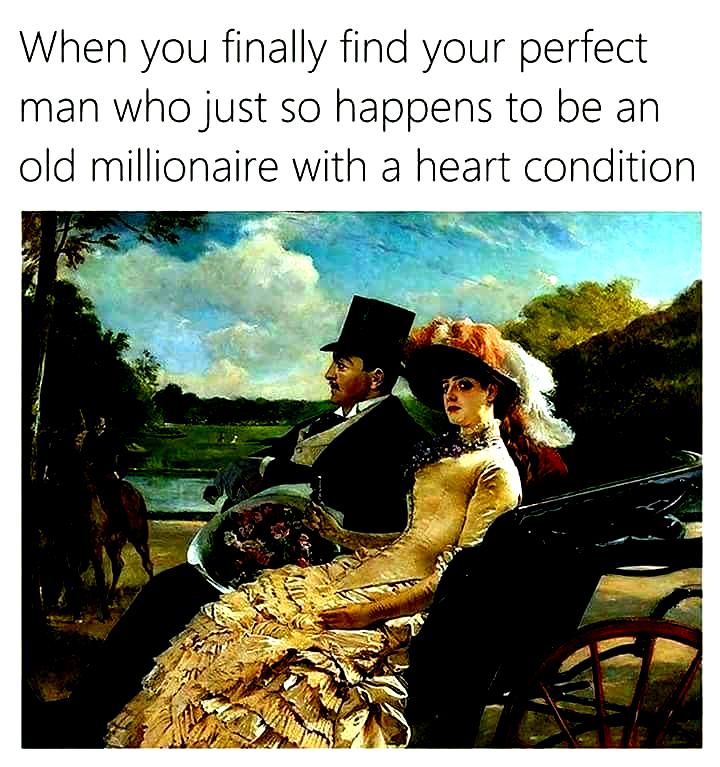 When you finally find your perfect
man who just so happens to be an
old millionaire with a heart condition